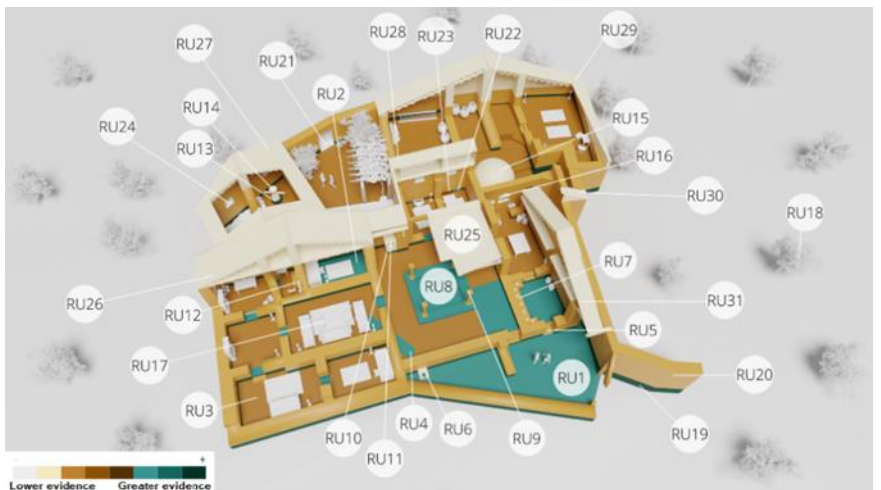 RU27
RU28
RU23
RU22
RU29
RU21
RU2
RU14
RU24
RU13
RU15
RU16
RU30
RU18
RU25
RU7
RU8
RU26
RU12
RU31
RU5
RU17
RU1
RU20
RU3
RU4
RU6
RU9
RU19
RU10
RU11
- +
Lower evidence Greater evidence